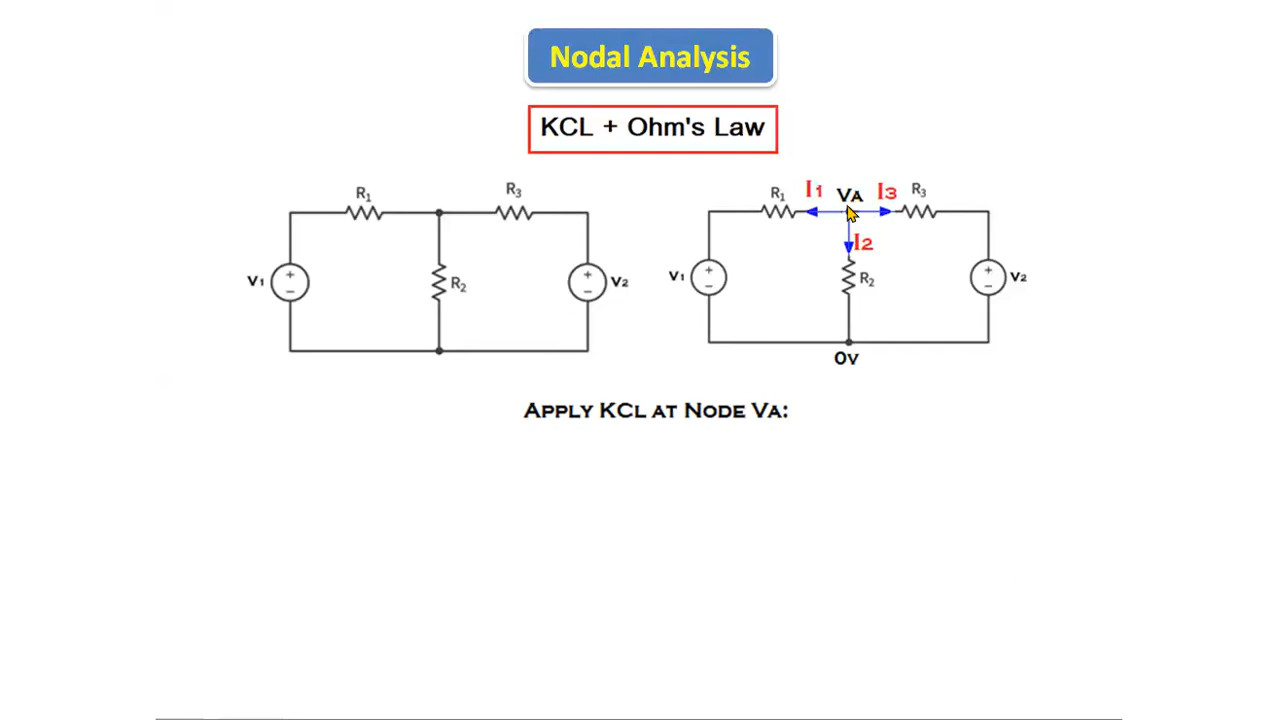 Nodal Analysis
KCL + Ohm's Law
R1
R3
V1
+
−
R2
+
−
V2
R1
I1
VA
I3
R3
I2
V1
+
−
R2
+
−
V2
0V
Apply KCL at Node VA: